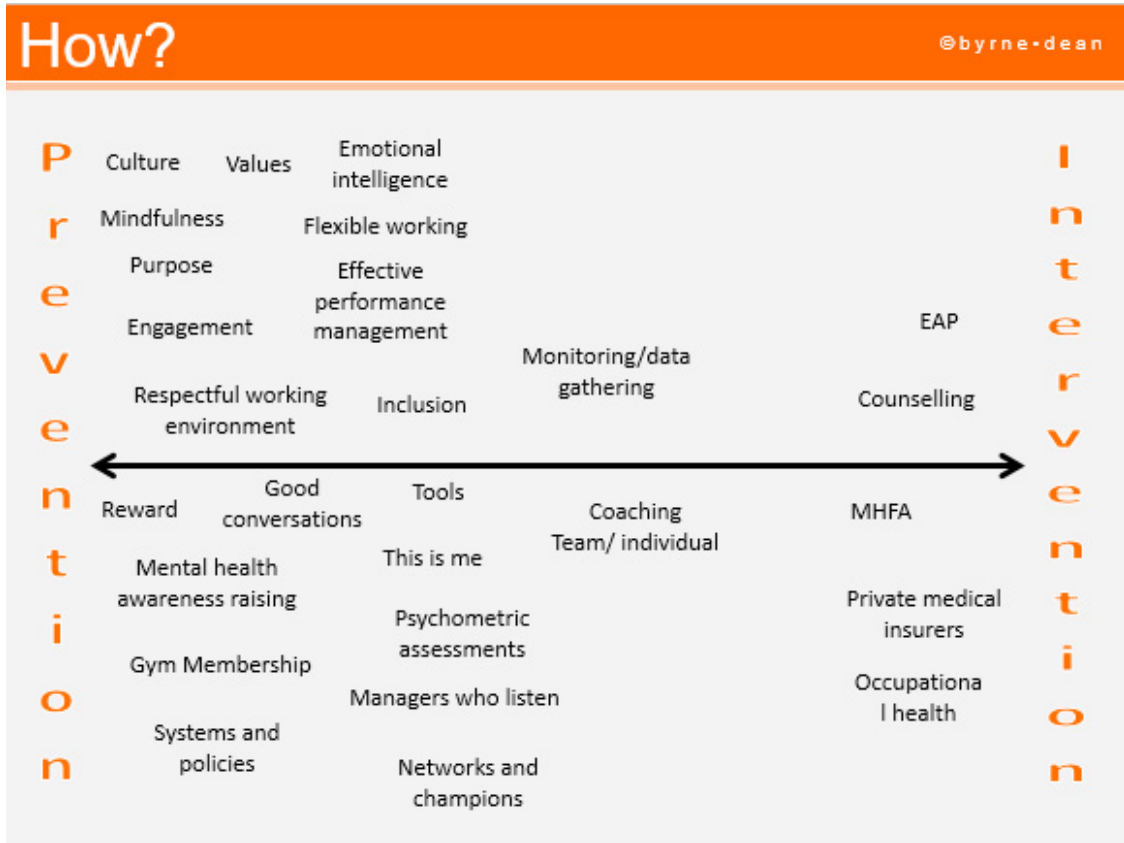 How?
©byrne•dean
Prevention
Culture
Values
Emotional
intelligence
Mindfulness
Flexible working
Purpose
Effective
performance
management
Engagement
Monitoring/data
gathering
EAP
Respectful working
environment
Inclusion
Counselling
Reward
Good
conversations
Tools
Coaching
Team/ individual
MHFA
Mental health
awareness raising
This is me
Psychometric
assessments
Private medical
insurers
Gym Membership
Managers who listen
Occupationa
l health
Systems and
policies
Networks and
champions
Intervention